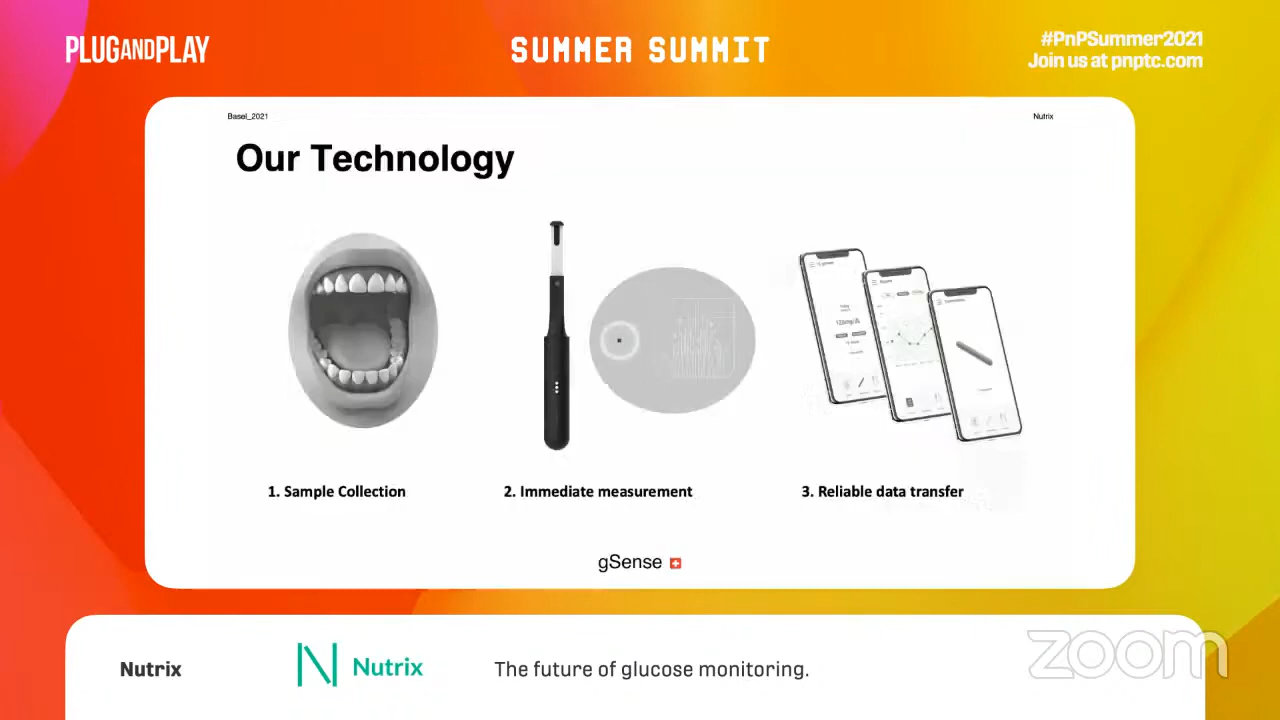 PLUGANDPLAY
SUMMER SUMMIT
#PnPSummer2021
Join us at pnptc.com
Basel_2021
Nutrix
Our Technology
1. Sample Collection
2. Immediate measurement
3. Reliable data transfer
gSense
Nutrix
Nutrix
The future of glucose monitoring.
zoom